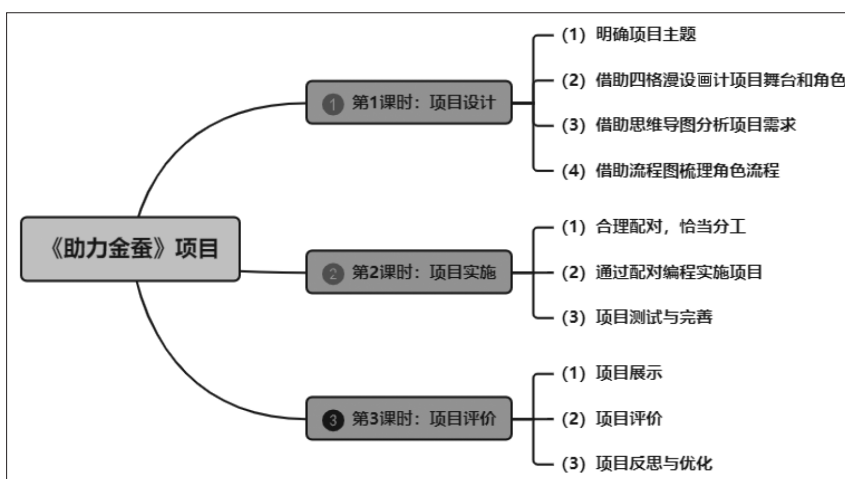 《助力金蚕》项目
1 第1课时：项目设计
（1）明确项目主题
（2）借助四格漫设画计项目舞台和角色
（3）借助思维导图分析项目需求
（4）借助流程图梳理角色流程
2 第2课时：项目实施
（1）合理配对，恰当分工
（2）通过配对编程实施项目
（3）项目测试与完善
3 第3课时：项目评价
（1）项目展示
（2）项目评价
（3）项目反思与优化